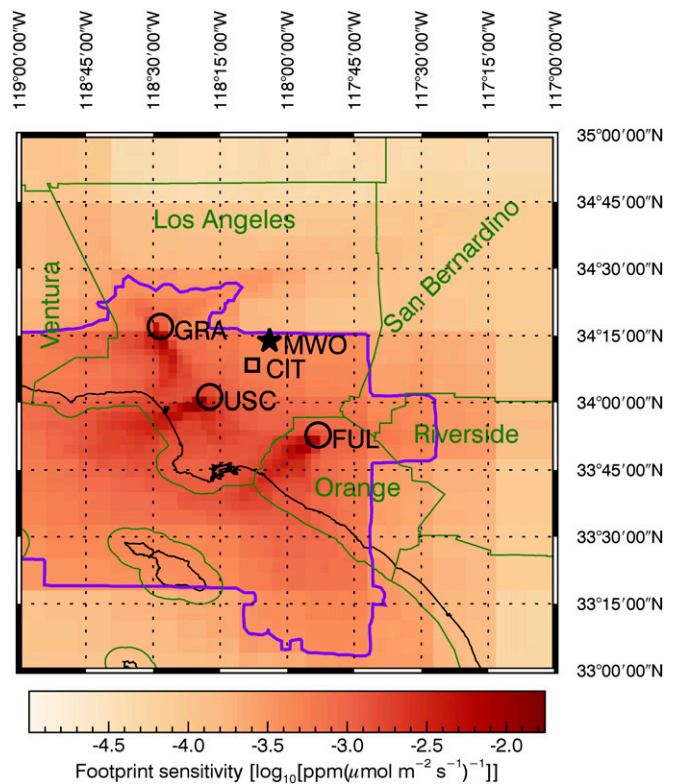 119°00'00"W
118°45'00"W
118°30'00"W
118°15'00"W
118°00'00"W
117°45'00"W
117°30'00"W
117°15'00"W
117°00'00"W
35°00'00"N
34°45'00"N
34°30'00"N
34°15'00"N
34°00'00"N
33°45'00"N
33°30'00"N
33°15'00"N
33°00'00"N
Los Angeles
San Bernardino
Ventura
GRA
MWO
CIT
USC
FUL
Riverside
Orange
-4.5 -4.0 -3.5 -3.0 -2.5 -2.0
Footprint sensitivity [log₁₀[ppm(μmol m⁻² s⁻¹)⁻¹]]